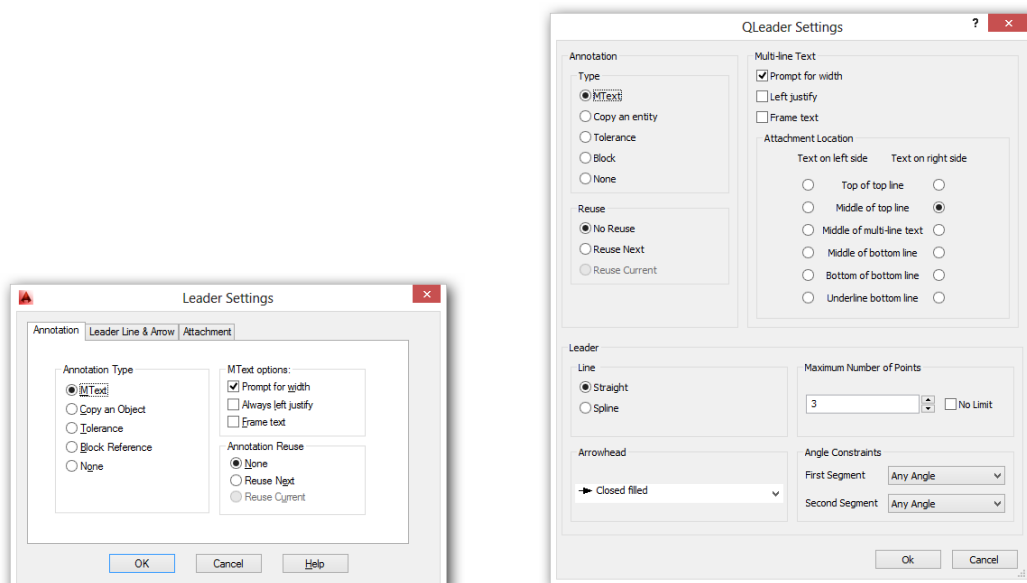 Leader Settings
Annotation
Leader Line & Arrow
Attachment
Annotation Type
MText
Copy an Object
Tolerance
Block Reference
None
MText options:
Prompt for width
Always left justify
Frame text
Annotation Reuse
None
Reuse Next
Reuse Current
OK
Cancel
Help
QLeader Settings
?
Annotation
Type
MText
Copy an entity
Tolerance
Block
None
Reuse
No Reuse
Reuse Next
Reuse Current
Multi-line Text
Prompt for width
Left justify
Frame text
Attachment Location
Text on left side Text on right side
Top of top line
Middle of top line
Middle of multi-line text
Middle of bottom line
Bottom of bottom line
Underline bottom line
Leader
Line
Straight
Spline
Maximum Number of Points
3
No Limit
Arrowhead
Closed filled
Angle Constraints
First Segment Any Angle
Second Segment Any Angle
Ok
Cancel